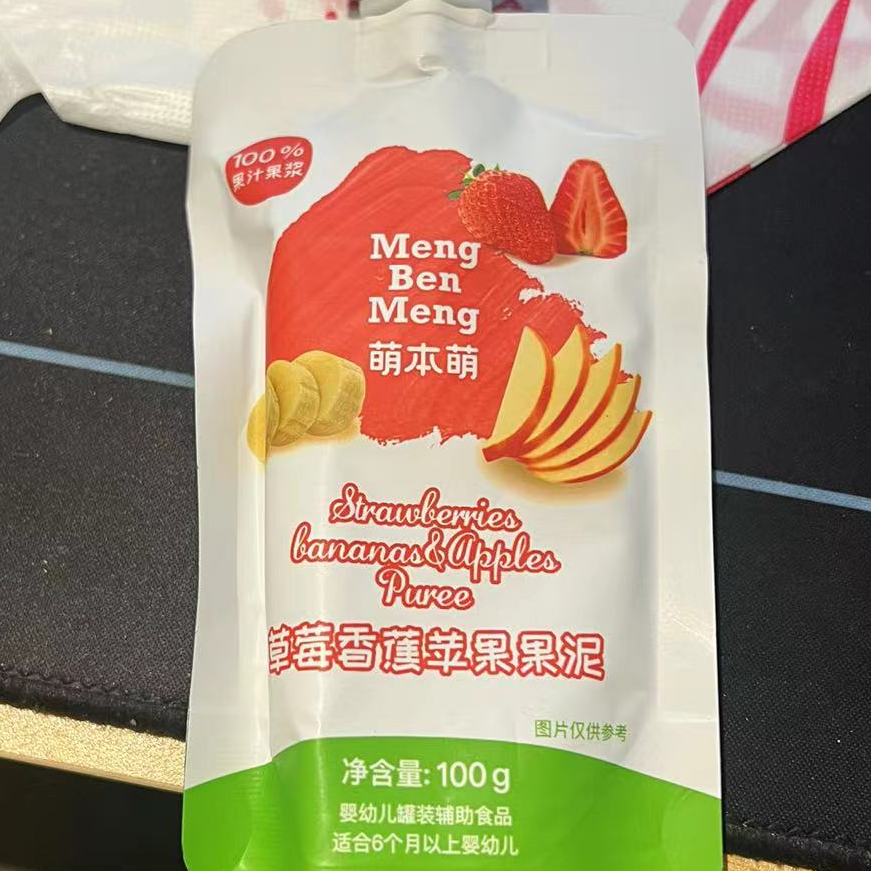 100%
果汁果浆
Meng
Ben
Meng
萌本萌
Strawberries
bananas&Apples
Puree
草莓香蕉苹果果泥
图片仅供参考
净含量:100g
婴幼儿罐装辅助食品
适合6个月以上婴幼儿